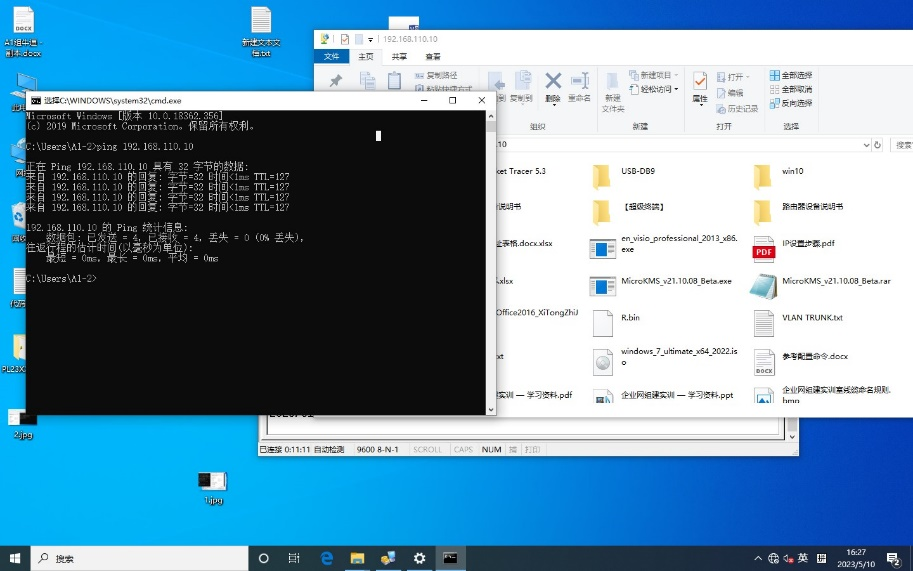 新建文本文
档.txt
副本.docx
2.jpg
1.jpg
选择C:\WINDOWS\system32\cmd.exe
Microsoft Windows [版本 10.0.18362.356]
(c) 2019 Microsoft Corporation。保留所有权利。
C:\Users\A1-2>ping 192.168.110.10
正在 Ping 192.168.110.10 具有 32 字节的数据:
来自 192.168.110.10 的回复: 字节=32 时间<1ms TTL=127
来自 192.168.110.10 的回复: 字节=32 时间<1ms TTL=127
来自 192.168.110.10 的回复: 字节=32 时间<1ms TTL=127
来自 192.168.110.10 的回复: 字节=32 时间<1ms TTL=127
192.168.110.10 的 Ping 统计信息:
数据包: 已发送 = 4, 已接收 = 4, 丢失 = 0 (0% 丢失),
往返行程的估计时间(以毫秒为单位):
最短 = 0ms, 最长 = 0ms, 平均 = 0ms
C:\Users\A1-2>
192.168.110.10
文件 主页 共享 查看
复制路径
粘贴快捷方式
删除 重命名 新建
文件夹
新建项目
轻松访问
属性
打开
编辑
历史记录
全部选择
全部取消
反向选择
组织 新建 打开 选择
.10
搜索
ket Tracer 5.3 USB-DB9 win10
说明书 【超级终端】 路由器设备说明书
址表格.docx.xlsx en_visio_professional_2013_x86.
exe IP设置步骤.pdf
.xlsx MicroKMS_v21.10.08_Beta.exe MicroKMS_v21.10.08_Beta.rar
Office2016_XiTongZhiJ R.bin VLAN TRUNK.txt
xt windows_7_ultimate_x64_2022.is
o 参考配置命令.docx
实训 — 学习资料.pdf 企业网组建实训 — 学习资料.ppt 企业网组建实训室线缆命名规则.
bmp
已连接 0:11:11 自动检测 9600 8-N-1 SCROLL CAPS NUM 捕 打印
搜索
英
16:27
2023/5/10
2